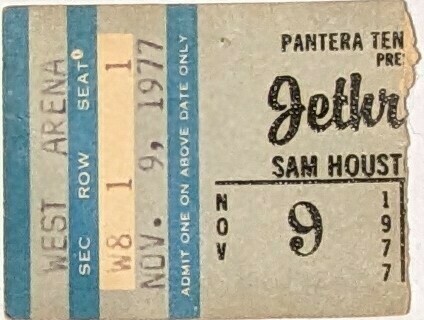 WEST ARENA
SEC ROW SEAT
W8 1 1
NOV. 9, 1977
ADMIT ONE ON ABOVE DATE ONLY
PANTERA TEN
PRE
Jethr
SAM HOUST
NOV 9 1977